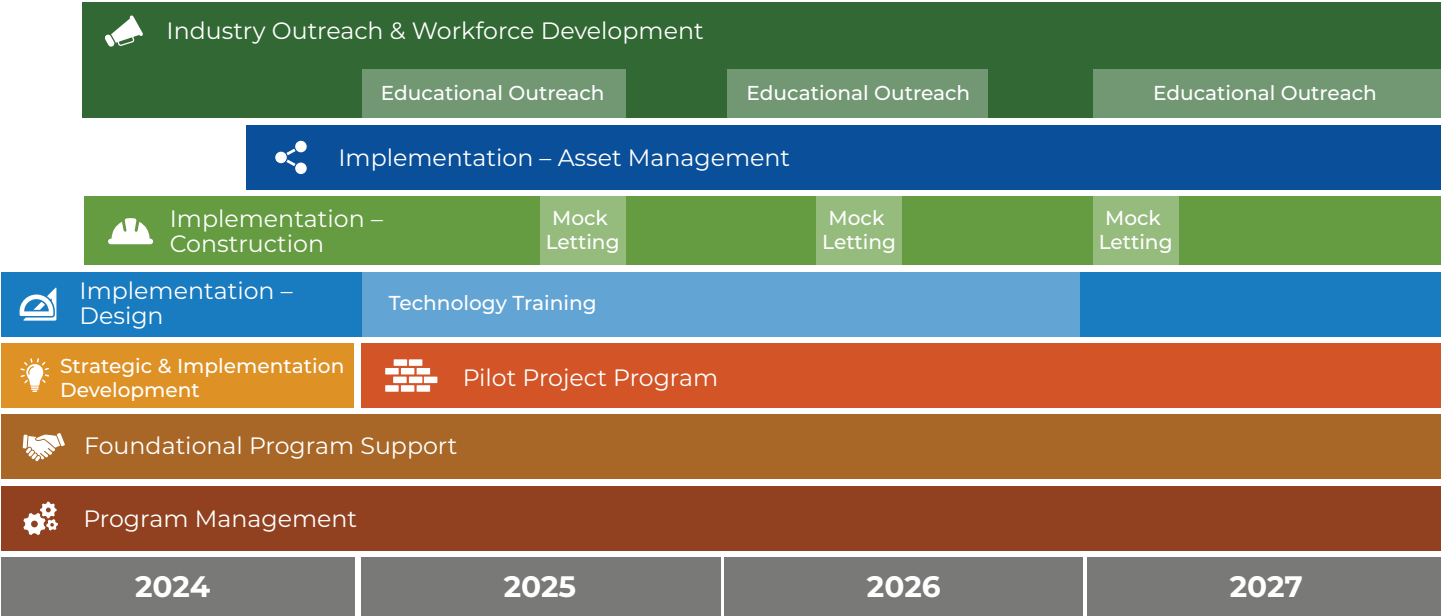 Industry Outreach & Workforce Development
Educational Outreach
Educational Outreach
Educational Outreach
Implementation – Asset Management
Implementation –
Construction
Mock
Letting
Mock
Letting
Mock
Letting
Implementation –
Design
Technology Training
Strategic & Implementation
Development
Pilot Project Program
Foundational Program Support
Program Management
2024
2025
2026
2027